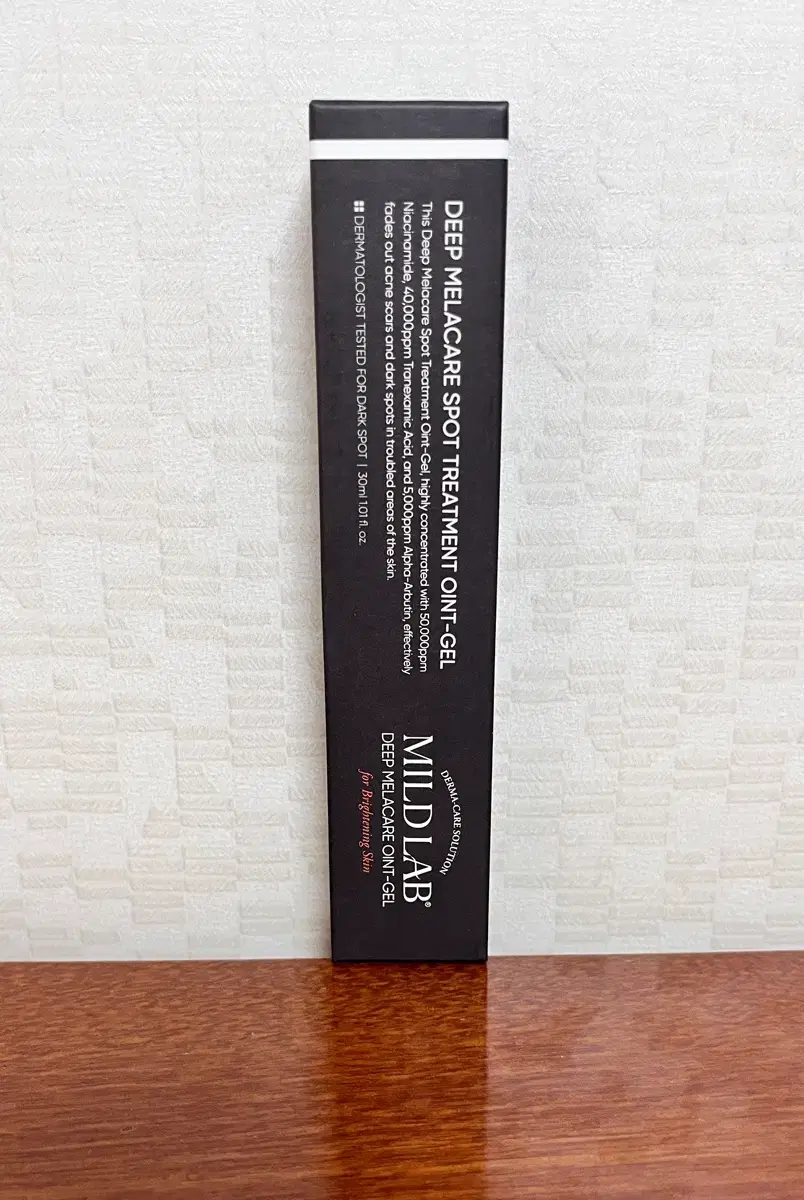 DEEP MELACARE SPOT TREATMENT OINT-GEL
This Deep Melacare Spot Treatment Oint-Gel, highly concentrated with 50,000ppm
Niacinamide, 40,000ppm Tranexamic Acid, and 5,000ppm Alpha-Arbutin, effectively
fades out acne scars and dark spots in troubled areas of the skin.
DERMATOLOGIST TESTED FOR DARK SPOT | 30ml 1.01 fl. oz.
DERMA-CARE SOLUTION
MILD LAB®
DEEP MELACARE OINT-GEL
for Brightening Skin